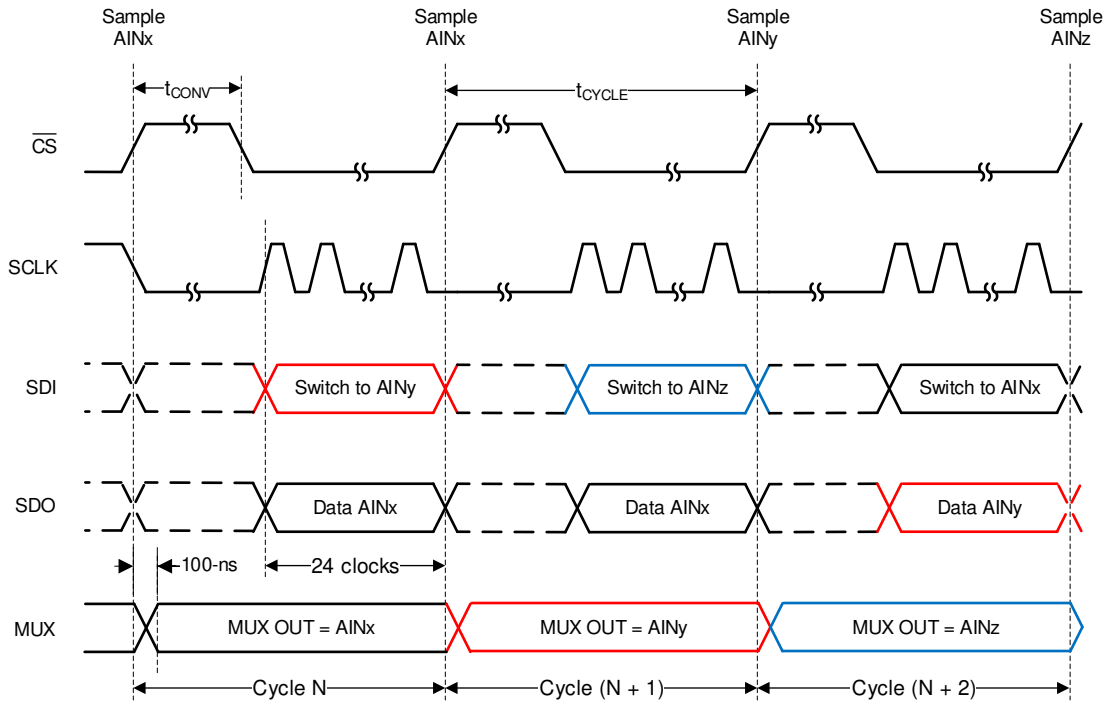 Sample
AINx
Sample
AINx
Sample
AINy
Sample
AINz
tCONV
tCYCLE
CS
SCLK
SDI
Switch to AINy
Switch to AINz
Switch to AINx
SDO
Data AINx
Data AINx
Data AINy
100-ns
24 clocks
MUX
MUX OUT = AINx
MUX OUT = AINy
MUX OUT = AINz
Cycle N
Cycle (N + 1)
Cycle (N + 2)